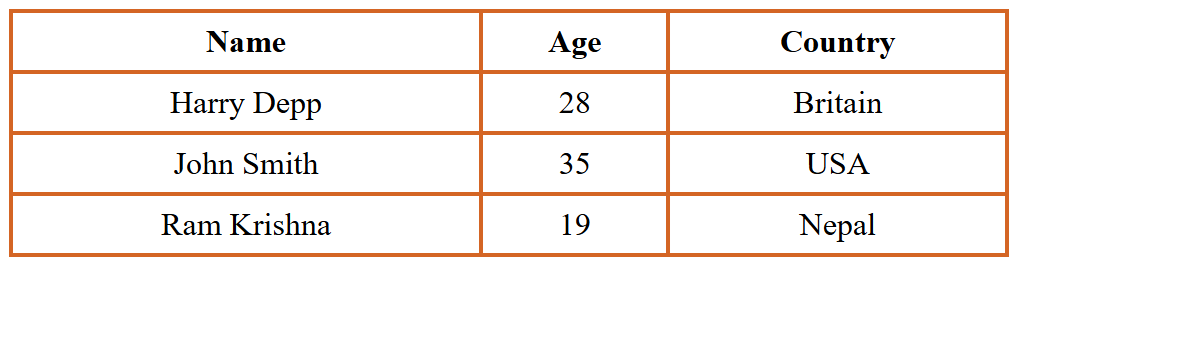 Name Age Country
Harry Depp 28 Britain
John Smith 35 USA
Ram Krishna 19 Nepal